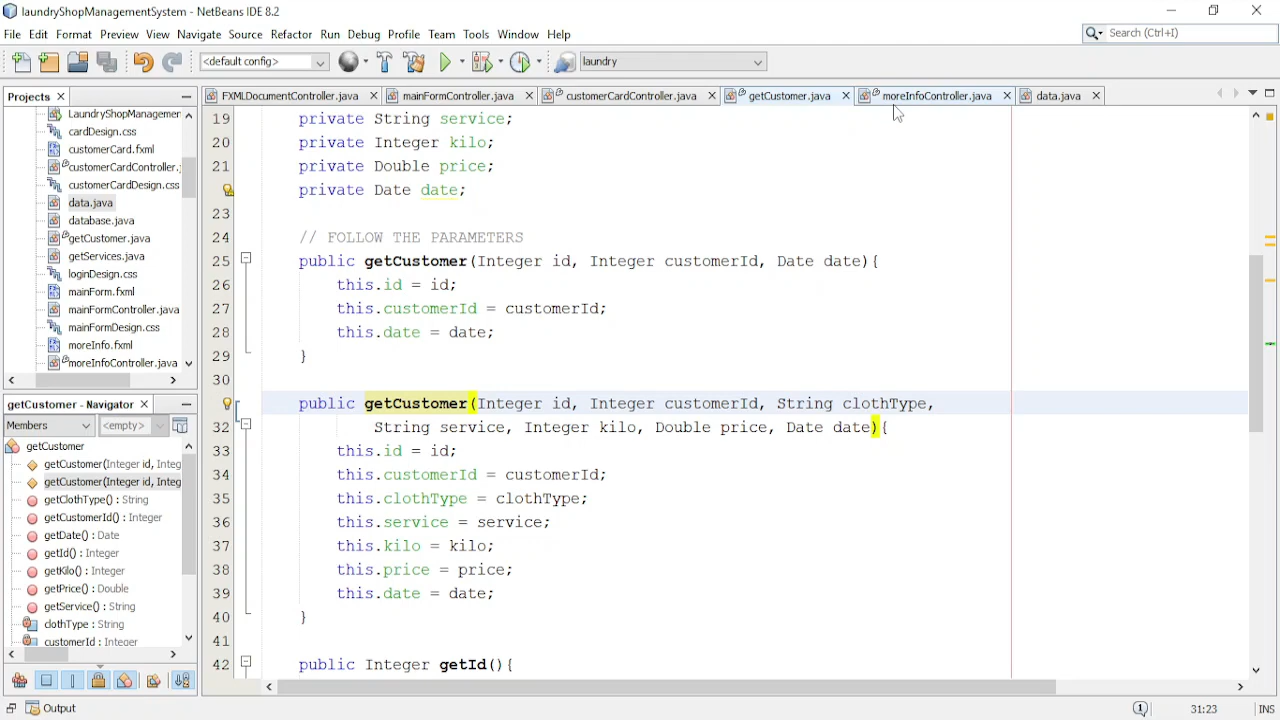 laundryShopManagementSystem - NetBeans IDE 8.2
File Edit Format Preview View Navigate Source Refactor Run Debug Profile Team Tools Window Help
Search (Ctrl+I)
<default config>
laundry
Projects
FXMLDocumentController.java
mainFormController.java
customerCardController.java
getCustomer.java
moreInfoController.java
data.java
LaundryShopManagemen
cardDesign.css
customerCard.fxml
customerCardController.j
customerCardDesign.css
data.java
database.java
getCustomer.java
getServices.java
loginDesign.css
mainForm.fxml
mainFormController.java
mainFormDesign.css
moreInfo.fxml
moreInfoController.java
getCustomer - Navigator
Members
<empty>
getCustomer
getCustomer(Integer id, Integ
getCustomer(Integer id, Integ
getClothType() : String
getCustomerId() : Integer
getDate() : Date
getId() : Integer
getKilo() : Integer
getPrice() : Double
getService() : String
clothType : String
customerId : Integer
19 private String service;
20 private Integer kilo;
21 private Double price;
private Date date;
23
24 // FOLLOW THE PARAMETERS
25 public getCustomer(Integer id, Integer customerId, Date date){
26 this.id = id;
27 this.customerId = customerId;
28 this.date = date;
29 }
30
public getCustomer(Integer id, Integer customerId, String clothType,
32 String service, Integer kilo, Double price, Date date){
33 this.id = id;
34 this.customerId = customerId;
35 this.clothType = clothType;
36 this.service = service;
37 this.kilo = kilo;
38 this.price = price;
39 this.date = date;
40 }
41
42 public Integer getId(){
Output
31:23
INS